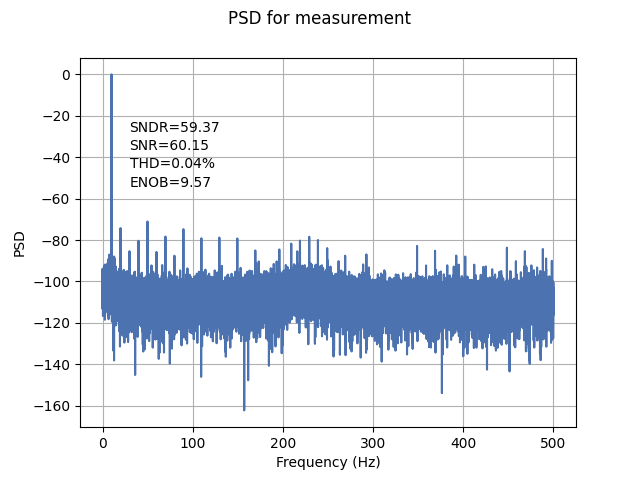 PSD for measurement
0
−20
−40
−60
−80
−100
−120
−140
−160
PSD
SNDR=59.37
SNR=60.15
THD=0.04%
ENOB=9.57
0 100 200 300 400 500
Frequency (Hz)